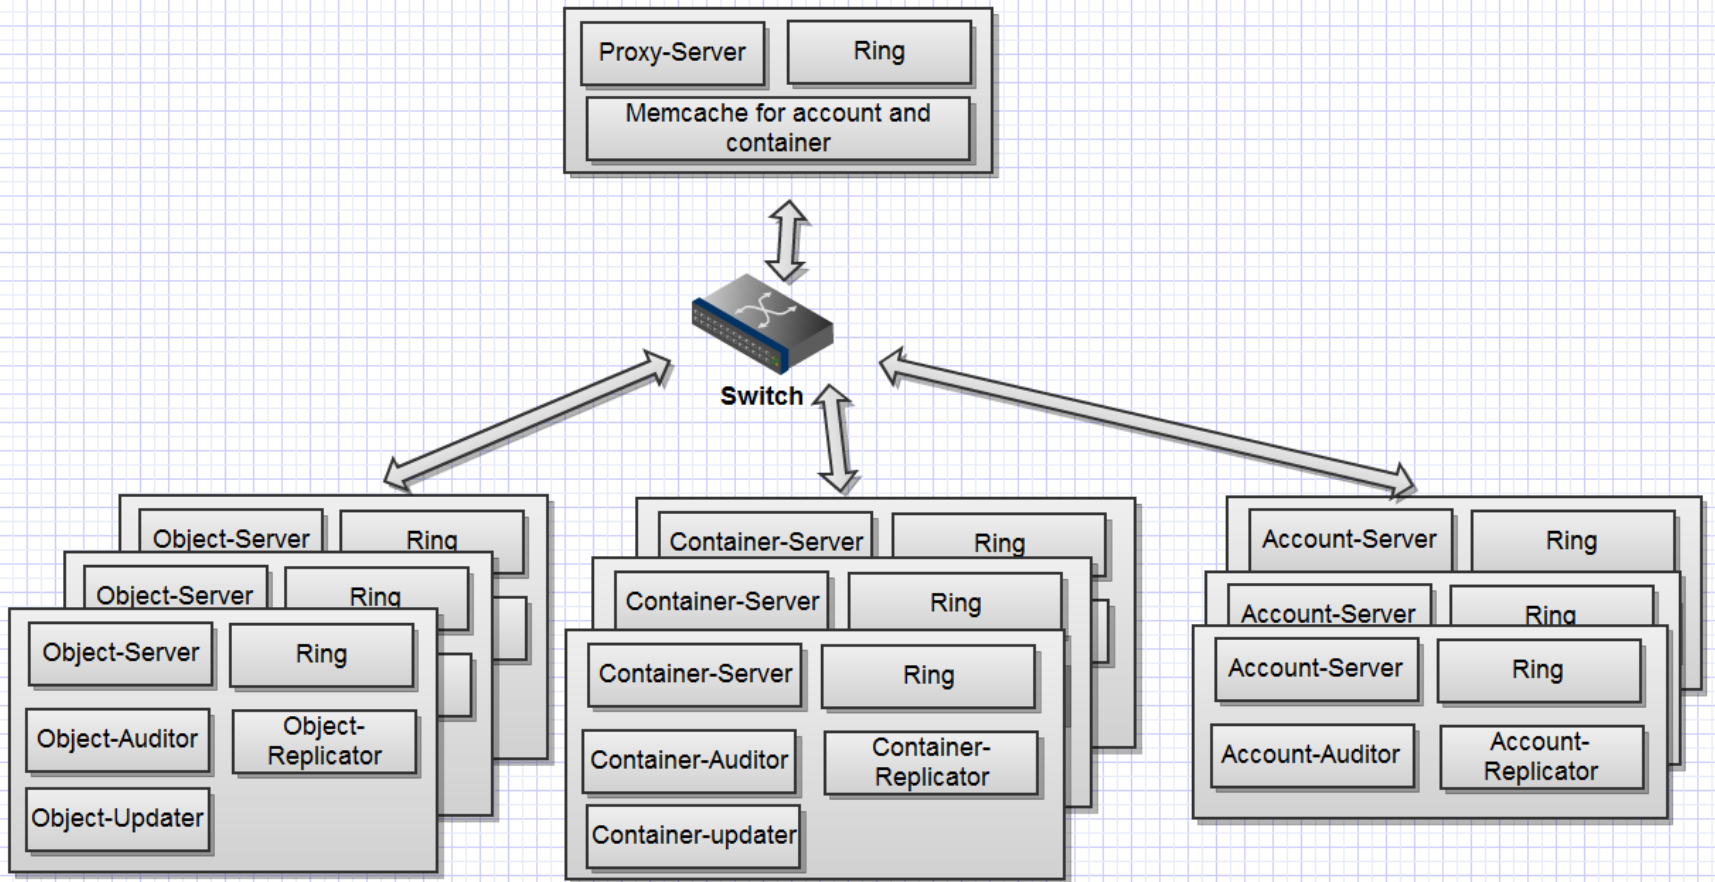 Proxy-Server
Ring
Memcache for account and
container
Switch
Object-Server
Ring
Object-Server
Ring
Object-Server
Ring
Object-Auditor
Object-
Replicator
Object-Updater
Container-Server
Ring
Container-Server
Ring
Container-Server
Ring
Container-Auditor
Container-
Replicator
Container-updater
Account-Server
Ring
Account-Server
Ring
Account-Server
Ring
Account-Auditor
Account-
Replicator